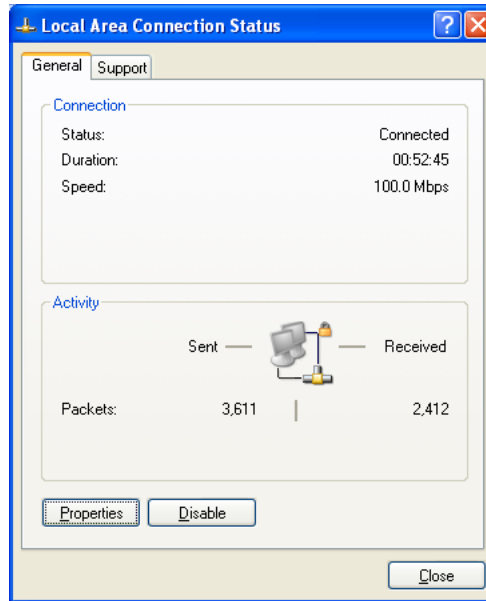 Local Area Connection Status
General Support
Connection
Status: Connected
Duration: 00:52:45
Speed: 100.0 Mbps
Activity
Sent Received
Packets: 3,611 2,412
Properties Disable
Close